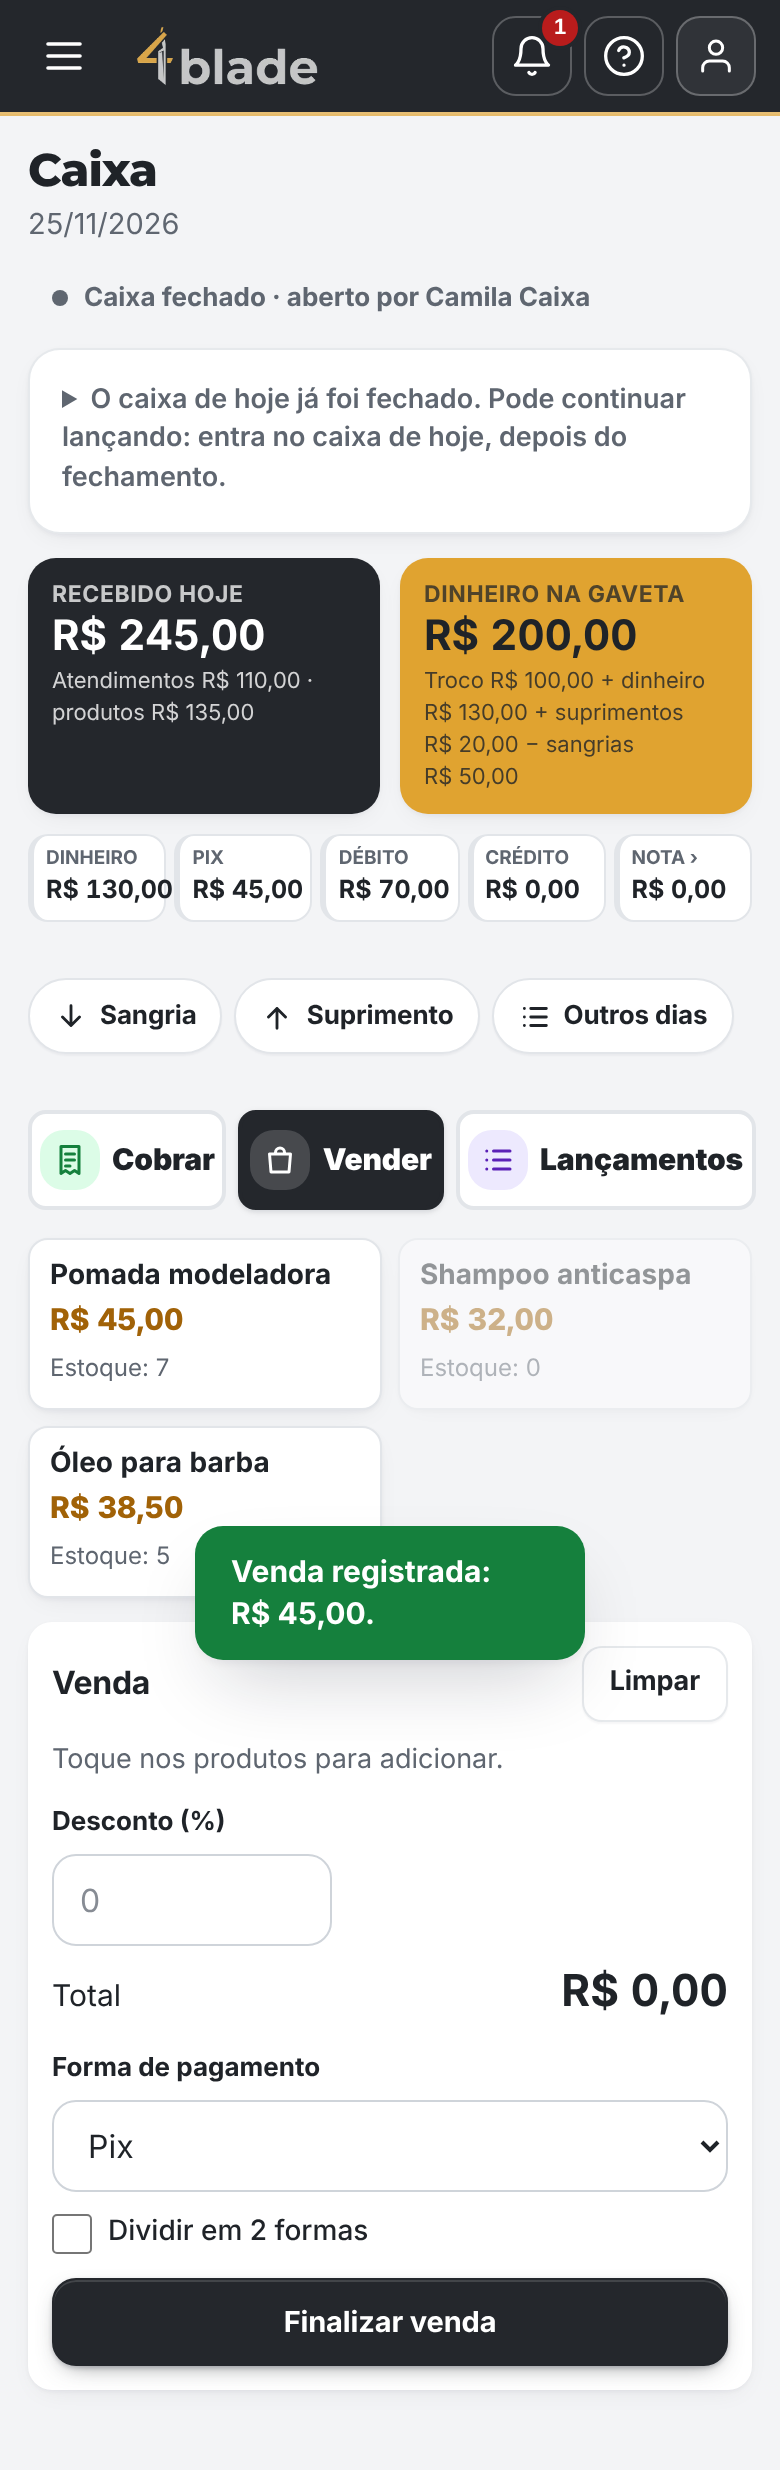 4blade
1
Caixa
25/11/2026
Caixa fechado · aberto por Camila Caixa
O caixa de hoje já foi fechado. Pode continuar
lançando: entra no caixa de hoje, depois do
fechamento.
RECEBIDO HOJE
R$ 245,00
Atendimentos R$ 110,00 ·
produtos R$ 135,00
DINHEIRO NA GAVETA
R$ 200,00
Troco R$ 100,00 + dinheiro
R$ 130,00 + suprimentos
R$ 20,00 − sangrias
R$ 50,00
DINHEIRO
R$ 130,00
PIX
R$ 45,00
DÉBITO
R$ 70,00
CRÉDITO
R$ 0,00
NOTA ›
R$ 0,00
Sangria
Suprimento
Outros dias
Cobrar
Vender
Lançamentos
Pomada modeladora
R$ 45,00
Estoque: 7
Shampoo anticaspa
R$ 32,00
Estoque: 0
Óleo para barba
R$ 38,50
Estoque: 5
Venda registrada:
R$ 45,00.
Venda
Limpar
Toque nos produtos para adicionar.
Desconto (%)
0
Total
R$ 0,00
Forma de pagamento
Pix
Dividir em 2 formas
Finalizar venda